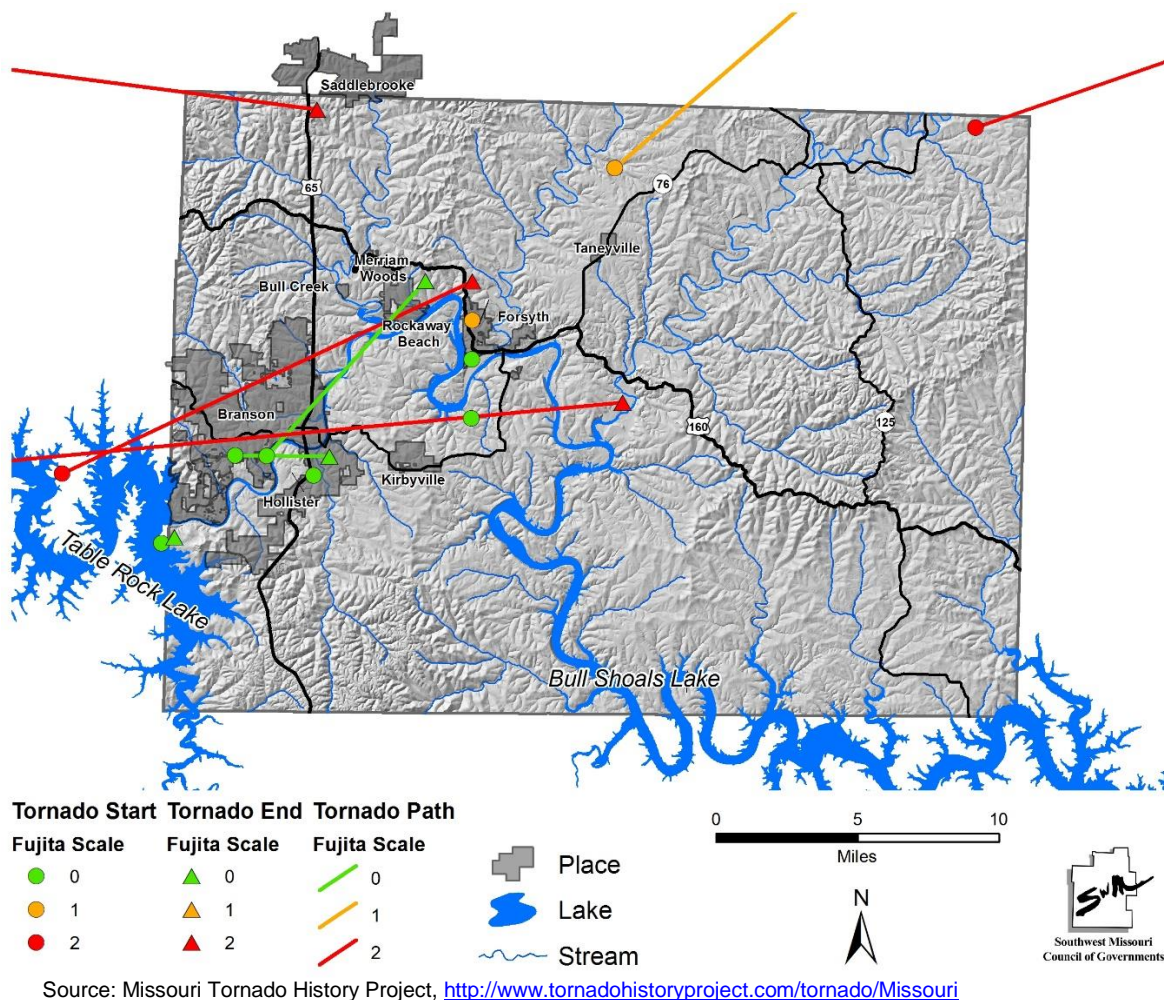 Saddlebrooke
65
76
Taneyville
Merriam
Woods
Bull Creek
Rockaway
Beach
Forsyth
Branson
160
125
Kirbyville
Hollister
Table Rock Lake
Bull Shoals Lake
Tornado Start Tornado End Tornado Path
Fujita Scale Fujita Scale Fujita Scale
0 0 0
1 1 1
2 2 2
Place
Lake
Stream
0 5 10
Miles
N
SWM
Southwest Missouri
Council of Governments
Source: Missouri Tornado History Project, http://www.tornadohistoryproject.com/tornado/Missouri